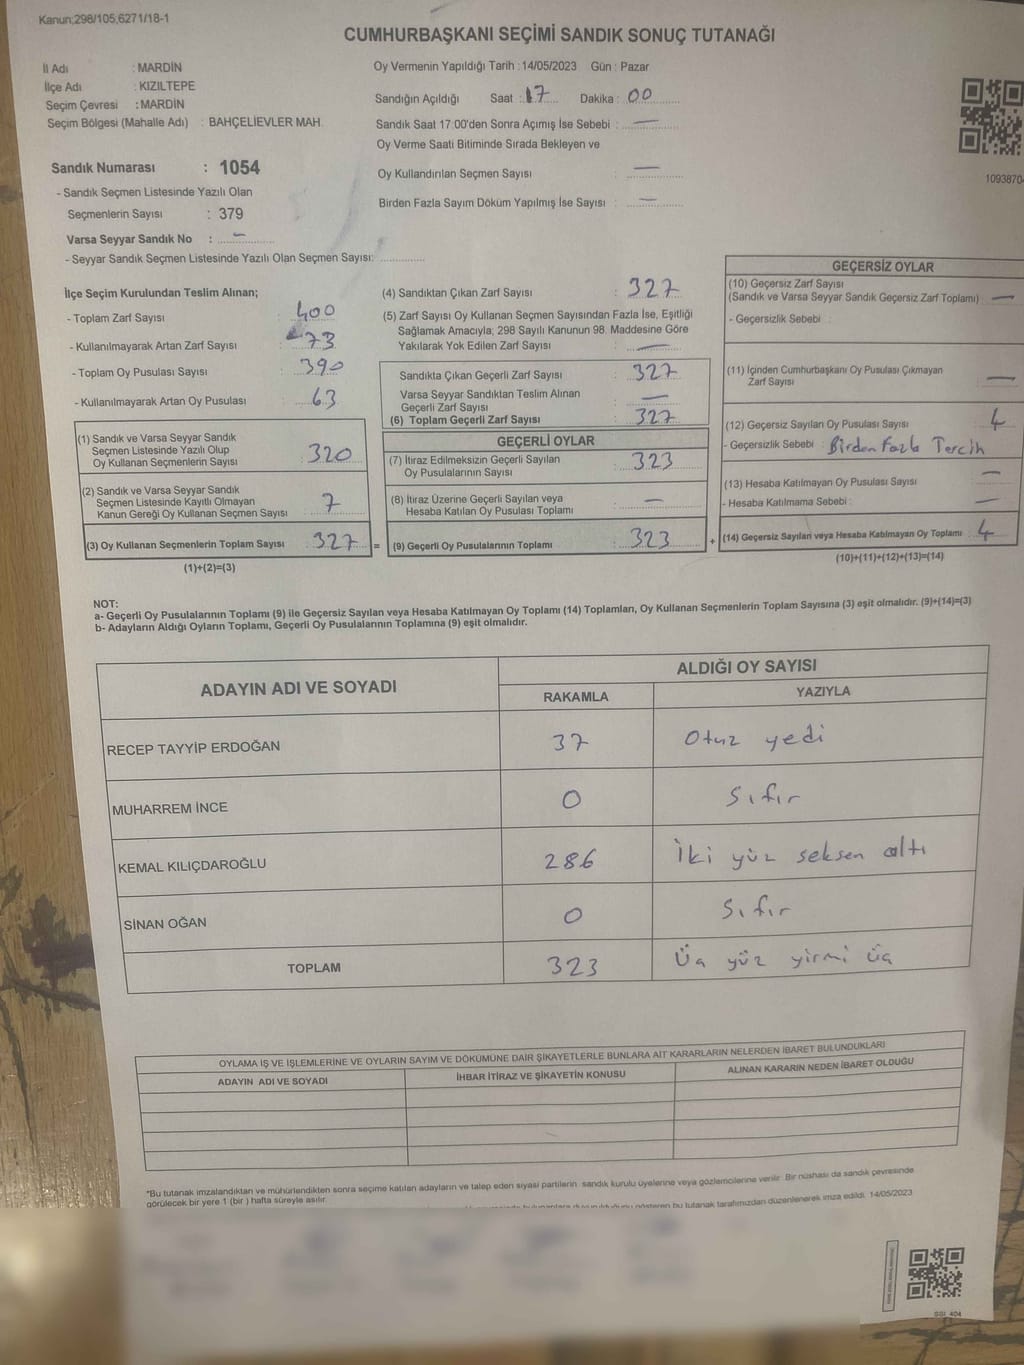 Kanun;298/105,6271/18-1
CUMHURBAŞKANI SEÇİMİ SANDIK SONUÇ TUTANAĞI
İl Adı : MARDİN
İlçe Adı : KIZILTEPE
Seçim Çevresi : MARDİN
Seçim Bölgesi (Mahalle Adı) : BAHÇELİEVLER MAH.
Oy Vermenin Yapıldığı Tarih : 14/05/2023 Gün : Pazar
Sandığın Açıldığı Saat : 17 Dakika : 00
Sandık Saat 17:00'den Sonra Açımış İse Sebebi : —
Oy Verme Saati Bitiminde Sırada Bekleyen ve
Oy Kullandırılan Seçmen Sayısı : —
Birden Fazla Sayım Döküm Yapılmış İse Sayısı : —
1093870
Sandık Numarası : 1054
- Sandık Seçmen Listesinde Yazılı Olan
Seçmenlerin Sayısı : 379
Varsa Seyyar Sandık No : —
- Seyyar Sandık Seçmen Listesinde Yazılı Olan Seçmen Sayısı:
İlçe Seçim Kurulundan Teslim Alınan;
- Toplam Zarf Sayısı : 400
- Kullanılmayarak Artan Zarf Sayısı : 73
- Toplam Oy Pusulası Sayısı : 390
- Kullanılmayarak Artan Oy Pusulası : 63
(1) Sandık ve Varsa Seyyar Sandık
Seçmen Listesinde Yazılı Olup
Oy Kullanan Seçmenlerin Sayısı : 320
(2) Sandık ve Varsa Seyyar Sandık
Seçmen Listesinde Kayıtlı Olmayan
Kanun Gereği Oy Kullanan Seçmen Sayısı : 7
(3) Oy Kullanan Seçmenlerin Toplam Sayısı : 327 =
(1)+(2)=(3)
(4) Sandıktan Çıkan Zarf Sayısı : 327
(5) Zarf Sayısı Oy Kullanan Seçmen Sayısından Fazla İse, Eşitliği
Sağlamak Amacıyla; 298 Sayılı Kanunun 98. Maddesine Göre
Yakılarak Yok Edilen Zarf Sayısı : —
Sandıkta Çıkan Geçerli Zarf Sayısı : 327
Varsa Seyyar Sandıktan Teslim Alınan
Geçerli Zarf Sayısı : —
(6) Toplam Geçerli Zarf Sayısı : 327
GEÇERLİ OYLAR
(7) İtiraz Edilmeksizin Geçerli Sayılan
Oy Pusulalarının Sayısı : 323
(8) İtiraz Üzerine Geçerli Sayılan veya
Hesaba Katılan Oy Pusulası Toplamı : —
(9) Geçerli Oy Pusulalarının Toplamı : 323 +
GEÇERSİZ OYLAR
(10) Geçersiz Zarf Sayısı
(Sandık ve Varsa Seyyar Sandık Geçersiz Zarf Toplamı) : —
- Geçersizlik Sebebi :
(11) İçinden Cumhurbaşkanı Oy Pusulası Çıkmayan
Zarf Sayısı —
(12) Geçersiz Sayılan Oy Pusulası Sayısı : 4
- Geçersizlik Sebebi : Birden Fazla Tercih
(13) Hesaba Katılmayan Oy Pusulası Sayısı : —
- Hesaba Katılmama Sebebi : —
(14) Geçersiz Sayılan veya Hesaba Katılmayan Oy Toplamı : 4
(10)+(11)+(12)+(13)=(14)
NOT:
a- Geçerli Oy Pusulalarının Toplamı (9) ile Geçersiz Sayılan veya Hesaba Katılmayan Oy Toplamı (14) Toplamları, Oy Kullanan Seçmenlerin Toplam Sayısına (3) eşit olmalıdır. (9)+(14)=(3)
b- Adayların Aldığı Oyların Toplamı, Geçerli Oy Pusulalarının Toplamına (9) eşit olmalıdır.
ADAYIN ADI VE SOYADI ALDIĞI OY SAYISI
RAKAMLA YAZIYLA
RECEP TAYYİP ERDOĞAN 37 Otuz yedi
MUHARREM İNCE 0 Sıfır
KEMAL KILIÇDAROĞLU 286 İki yüz seksen altı
SİNAN OĞAN 0 Sıfır
TOPLAM 323 Üç yüz yirmi üç
OYLAMA İŞ VE İŞLEMLERİNE VE OYLARIN SAYIM VE DÖKÜMÜNE DAİR ŞİKAYETLERLE BUNLARA AİT KARARLARIN NELERDEN İBARET BULUNDUKLARI
ADAYIN ADI VE SOYADI İHBAR İTİRAZ VE ŞİKAYETİN KONUSU ALINAN KARARIN NEDEN İBARET OLDUĞU
*Bu tutanak imzalandıktan ve mühürlendikten sonra seçime katılan adayların ve talep eden siyasi partilerin sandık kurulu üyelerine veya gözlemcilerine verilir. Bir nüshası da sandık çevresinde
görülecek bir yere 1 (bir) hafta süreyle asılır.
gösteren bu tutanak tarafımızdan düzenlenerek imza edildi. 14/05/2023